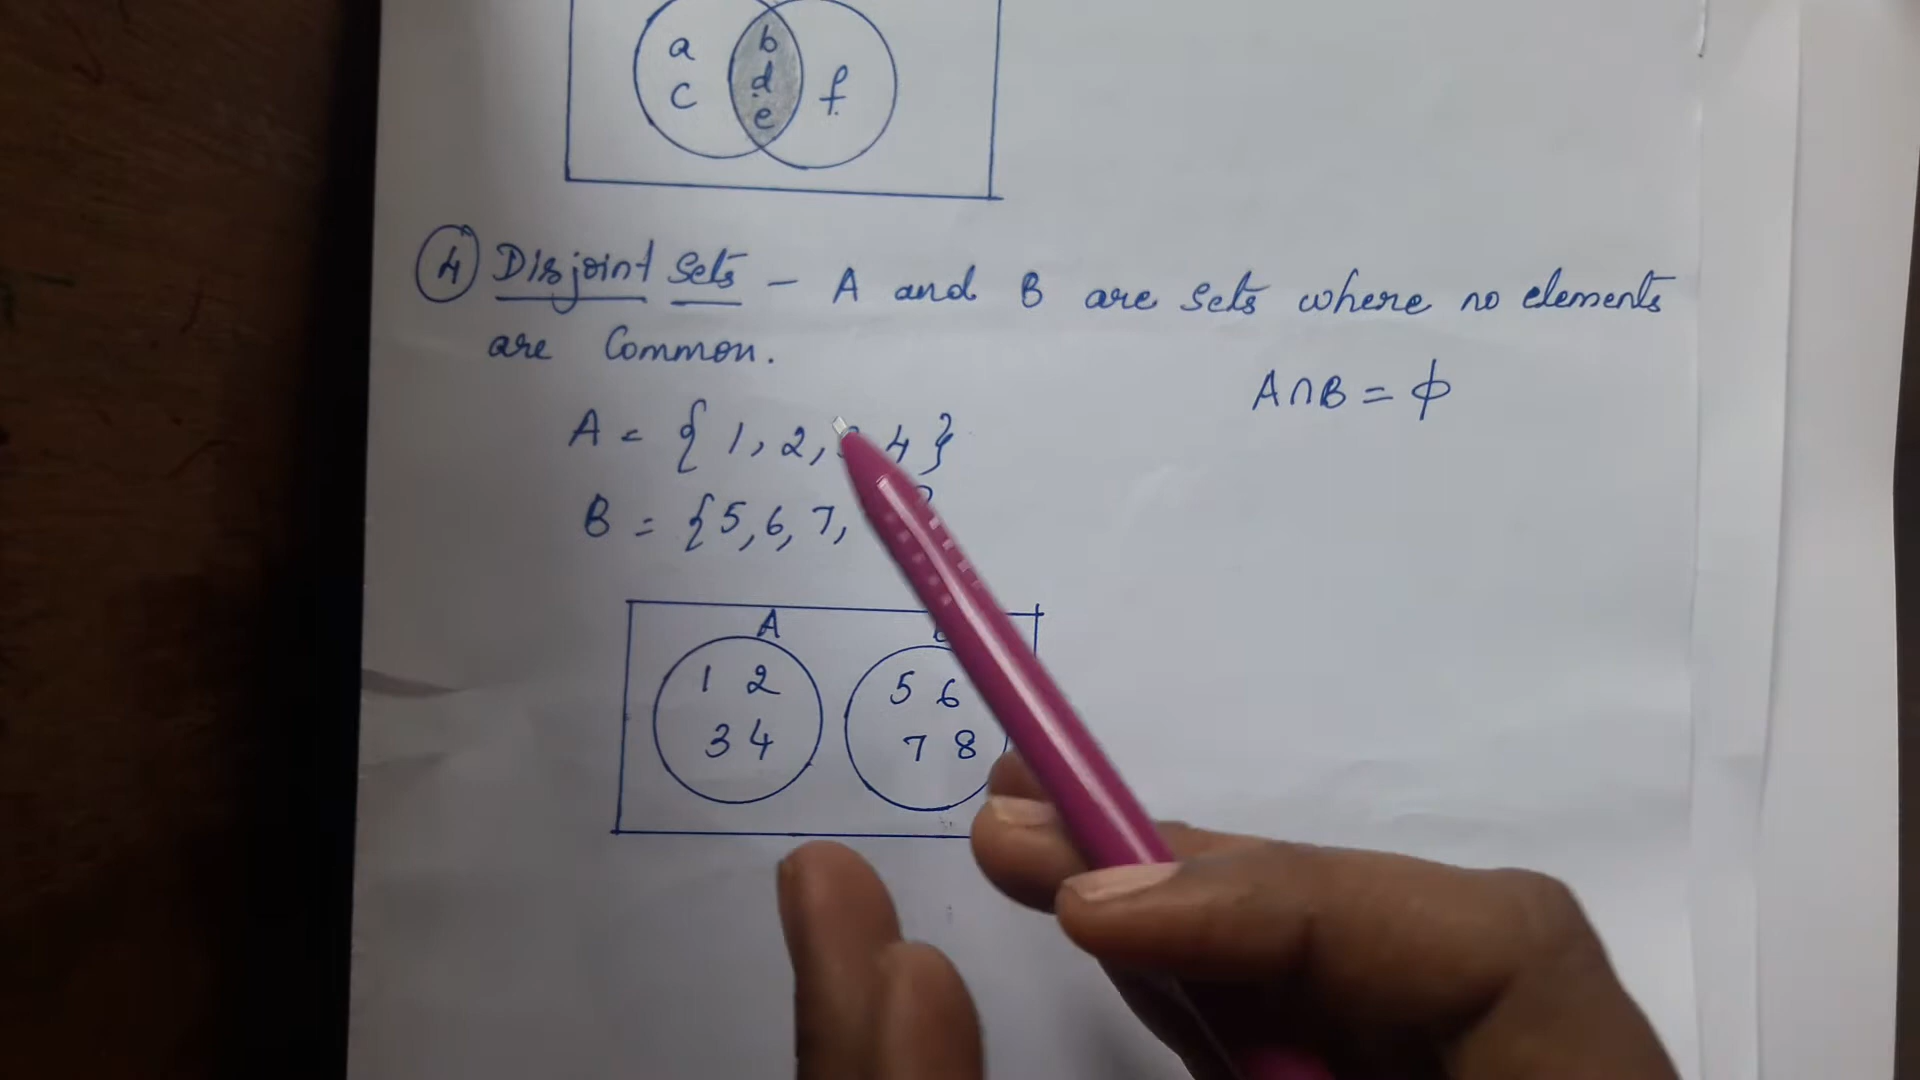 a b
d f
c e
4 Disjoint Sets - A and B are sets where no elements
are Common.
A∩B = ϕ
A = { 1, 2, 4 }
B = { 5, 6, 7,
A
1 2 5 6
3 4 7 8